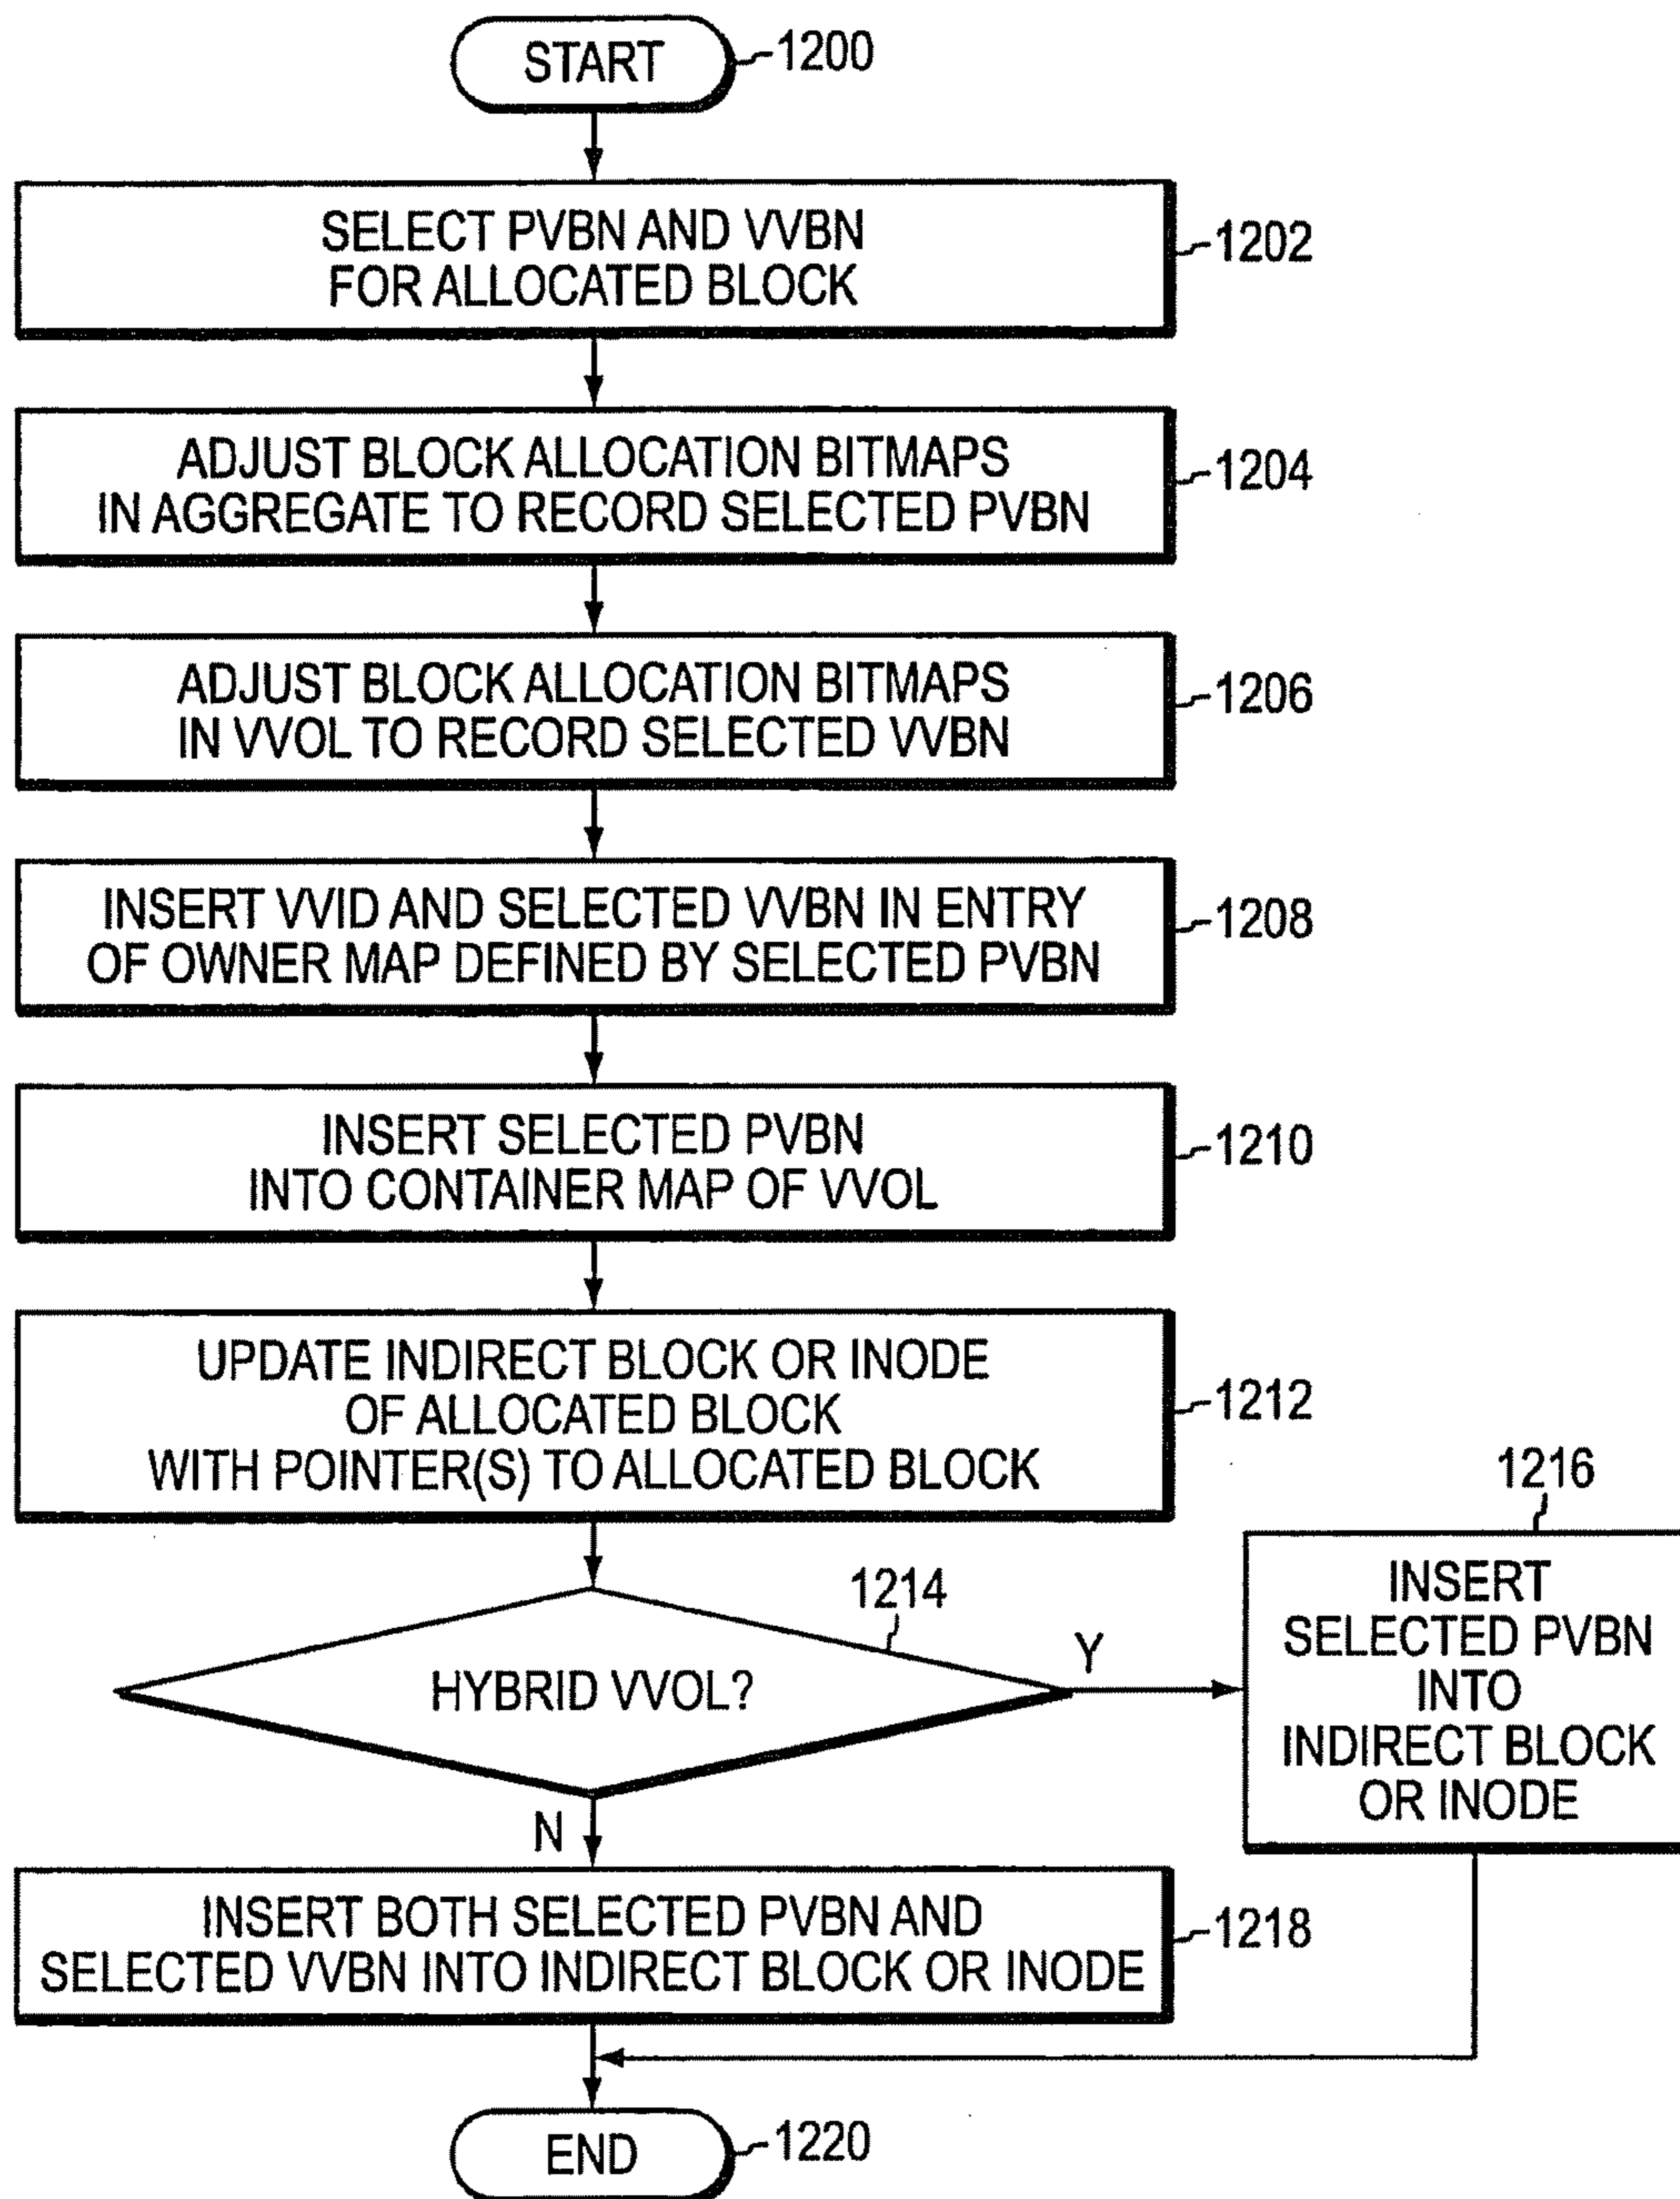 START
1200
SELECT PVBN AND VVBN
FOR ALLOCATED BLOCK
1202
ADJUST BLOCK ALLOCATION BITMAPS
IN AGGREGATE TO RECORD SELECTED PVBN
1204
ADJUST BLOCK ALLOCATION BITMAPS
IN VVOL TO RECORD SELECTED VVBN
1206
INSERT VVID AND SELECTED VVBN IN ENTRY
OF OWNER MAP DEFINED BY SELECTED PVBN
1208
INSERT SELECTED PVBN
INTO CONTAINER MAP OF VVOL
1210
UPDATE INDIRECT BLOCK OR INODE
OF ALLOCATED BLOCK
WITH POINTER(S) TO ALLOCATED BLOCK
1212
1214
HYBRID VVOL?
Y
N
1216
INSERT
SELECTED PVBN
INTO
INDIRECT BLOCK
OR INODE
INSERT BOTH SELECTED PVBN AND
SELECTED VVBN INTO INDIRECT BLOCK OR INODE
1218
END
1220